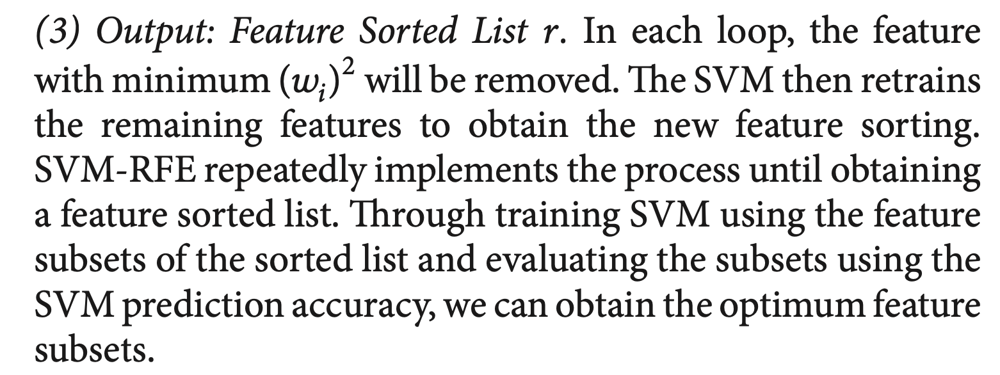 (3) Output: Feature Sorted List r. In each loop, the feature
with minimum (wᵢ)² will be removed. The SVM then retrains
the remaining features to obtain the new feature sorting.
SVM-RFE repeatedly implements the process until obtaining
a feature sorted list. Through training SVM using the feature
subsets of the sorted list and evaluating the subsets using the
SVM prediction accuracy, we can obtain the optimum feature
subsets.